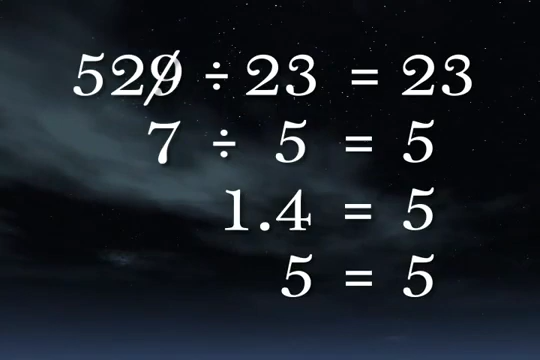 529 ÷ 23 = 23
7 ÷ 5 = 5
1.4 = 5
5 = 5